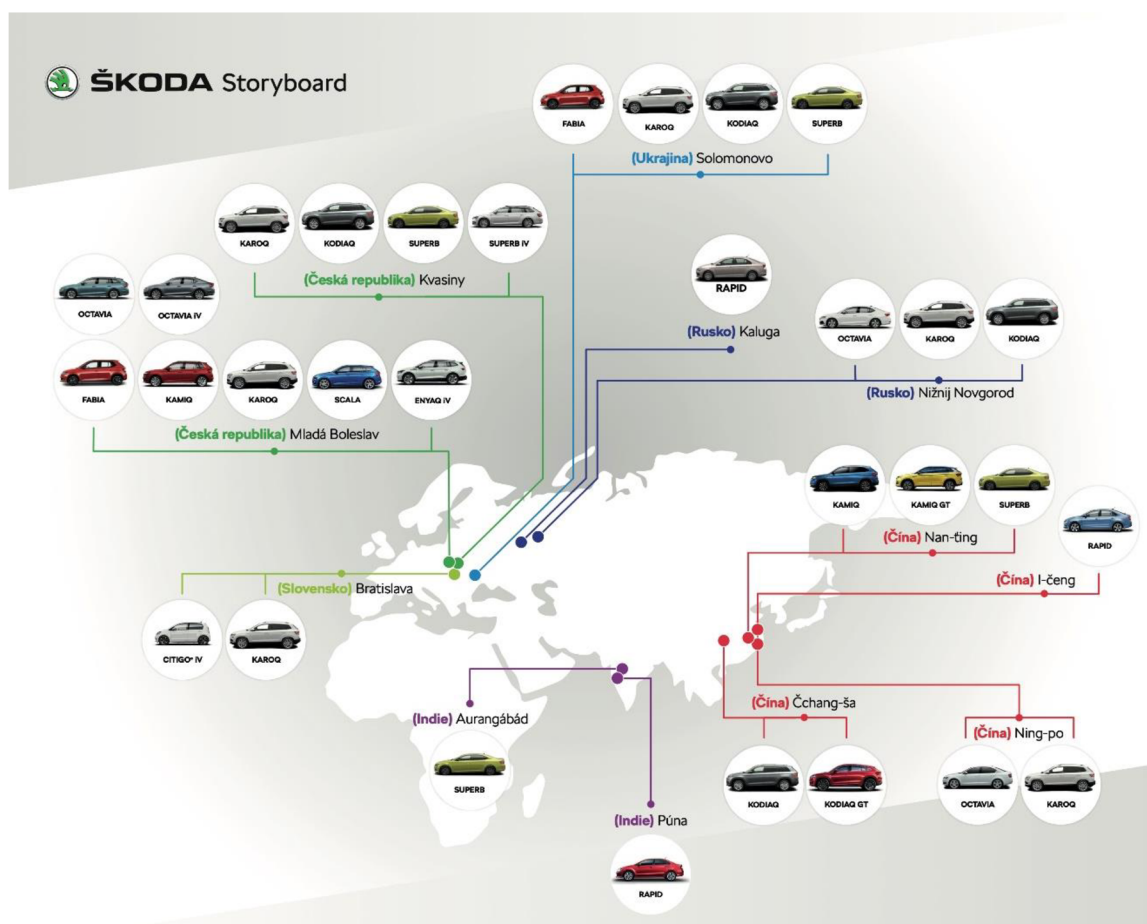 ŠKODA Storyboard
FABIA
KAROQ
KODIAQ
SUPERB
(Ukrajina) Solomonovo
KAROQ
KODIAQ
SUPERB
SUPERB iV
(Česká republika) Kvasiny
RAPID
(Rusko) Kaluga
OCTAVIA
OCTAVIA iV
OCTAVIA
KAROQ
KODIAQ
(Rusko) Nižnij Novgorod
FABIA
KAMIQ
KAROQ
SCALA
ENYAQ iV
(Česká republika) Mladá Boleslav
KAMIQ
KAMIQ GT
SUPERB
(Čína) Nan-ťing
RAPID
(Čína) I-čeng
(Slovensko) Bratislava
CITIGOᵉ iV
KAROQ
(Indie) Aurangábád
SUPERB
(Čína) Čchang-ša
KODIAQ
KODIAQ GT
(Čína) Ning-po
OCTAVIA
KAROQ
(Indie) Púna
RAPID